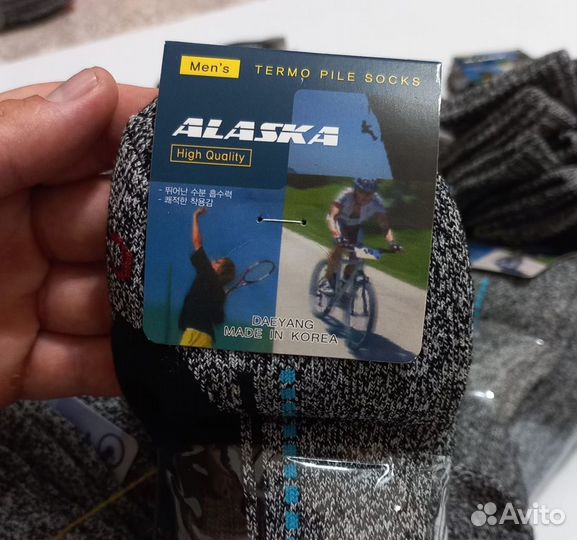 Men's
TERMO PILE SOCKS
ALASKA
High Quality
- 뛰어난 수분 흡수력
- 쾌적한 착용감
DAEYANG
MADE IN KOREA
Avito